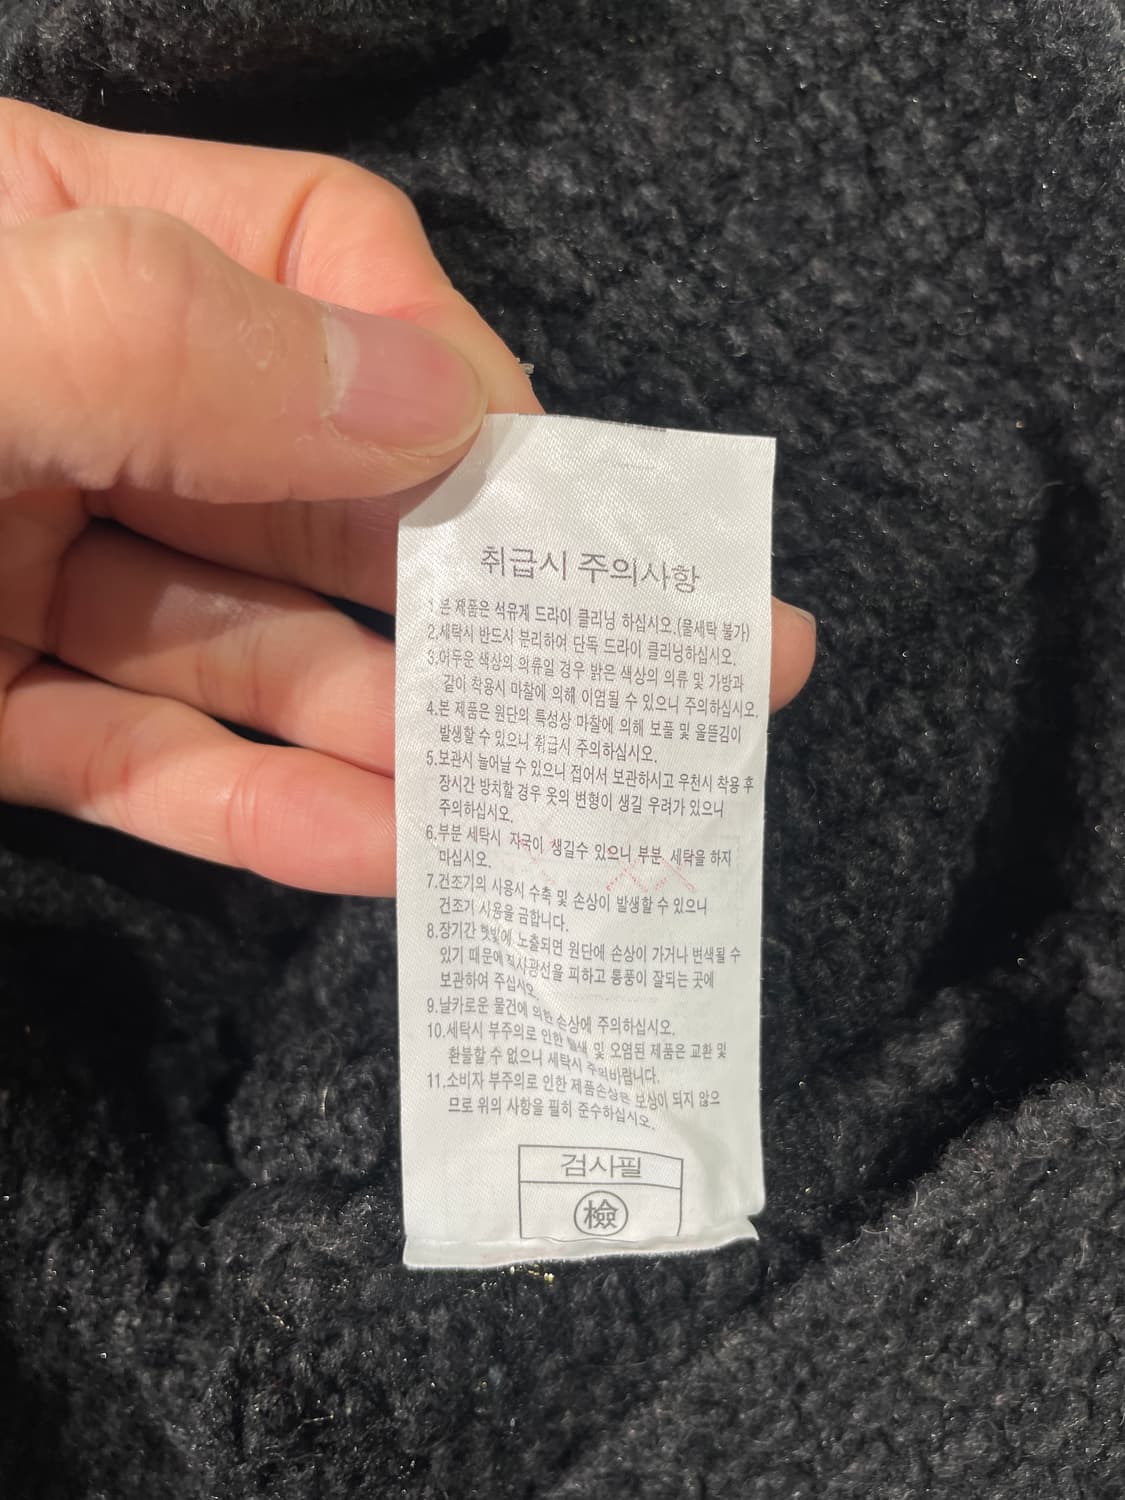 취급시 주의사항
1.본 제품은 석유계 드라이 클리닝 하십시오.(물세탁 불가)
2.세탁시 반드시 분리하여 단독 드라이 클리닝하십시오.
3.어두운 색상의 의류일 경우 밝은 색상의 의류 및 가방과
같이 착용시 마찰에 의해 이염될 수 있으니 주의하십시오.
4.본 제품은 원단의 특성상 마찰에 의해 보풀 및 올뜯김이
발생할 수 있으니 취급시 주의하십시오.
5.보관시 늘어날 수 있으니 접어서 보관하시고 우천시 착용 후
장시간 방치할 경우 옷의 변형이 생길 우려가 있으니
주의하십시오.
6.부분 세탁시 자국이 생길수 있으니 부분 세탁을 하지
마십시오.
7.건조기의 사용시 수축 및 손상이 발생할 수 있으니
건조기 사용을 금합니다.
8.장기간 햇빛에 노출되면 원단에 손상이 가거나 변색될 수
있기 때문에 직사광선을 피하고 통풍이 잘되는 곳에
보관하여 주십시오.
9.날카로운 물건에 의한 손상에 주의하십시오.
10.세탁시 부주의로 인한 탈색 및 오염된 제품은 교환 및
환불할 수 없으니 세탁시 주의바랍니다.
11.소비자 부주의로 인한 제품손상은 보상이 되지 않으
므로 위의 사항을 필히 준수하십시오.
검사필
檢